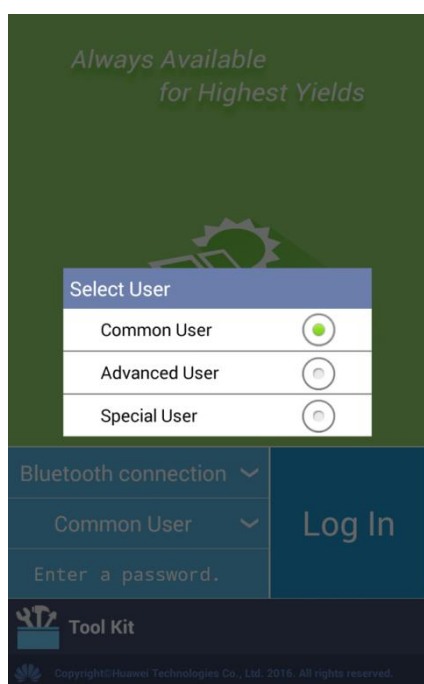 Always Available
for Highest Yields
Select User
Common User
Advanced User
Special User
Bluetooth connection
Common User
Log In
Enter a password.
Tool Kit
Copyright©Huawei Technologies Co., Ltd. 2016. All rights reserved.